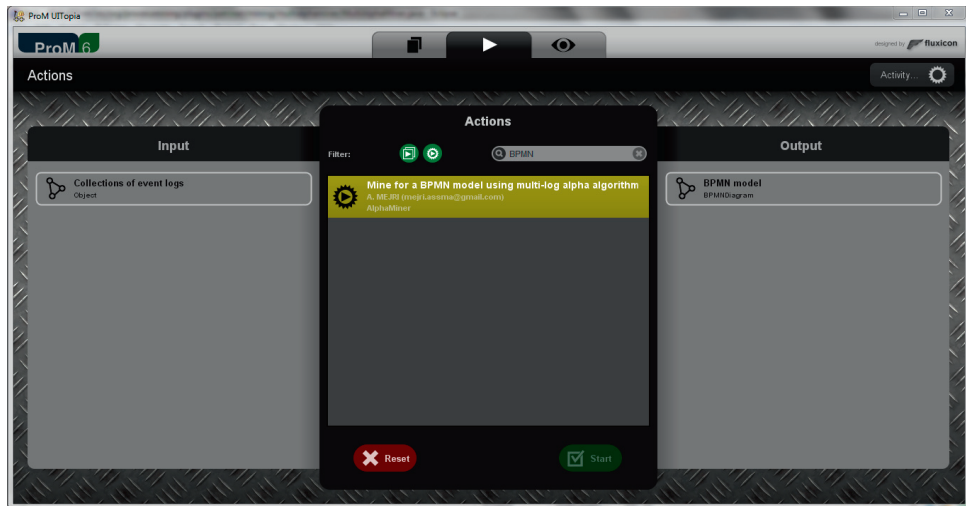 ProM UITopia
ProM 6
designed by fluxicon
Actions
Activity...
Input
Collections of event logs
Object
Actions
Filter:
BPMN
Mine for a BPMN model using multi-log alpha algorithm
A. MEJRI (mejri.assma@gmail.com)
AlphaMiner
Reset
Start
Output
BPMN model
BPMNDiagram